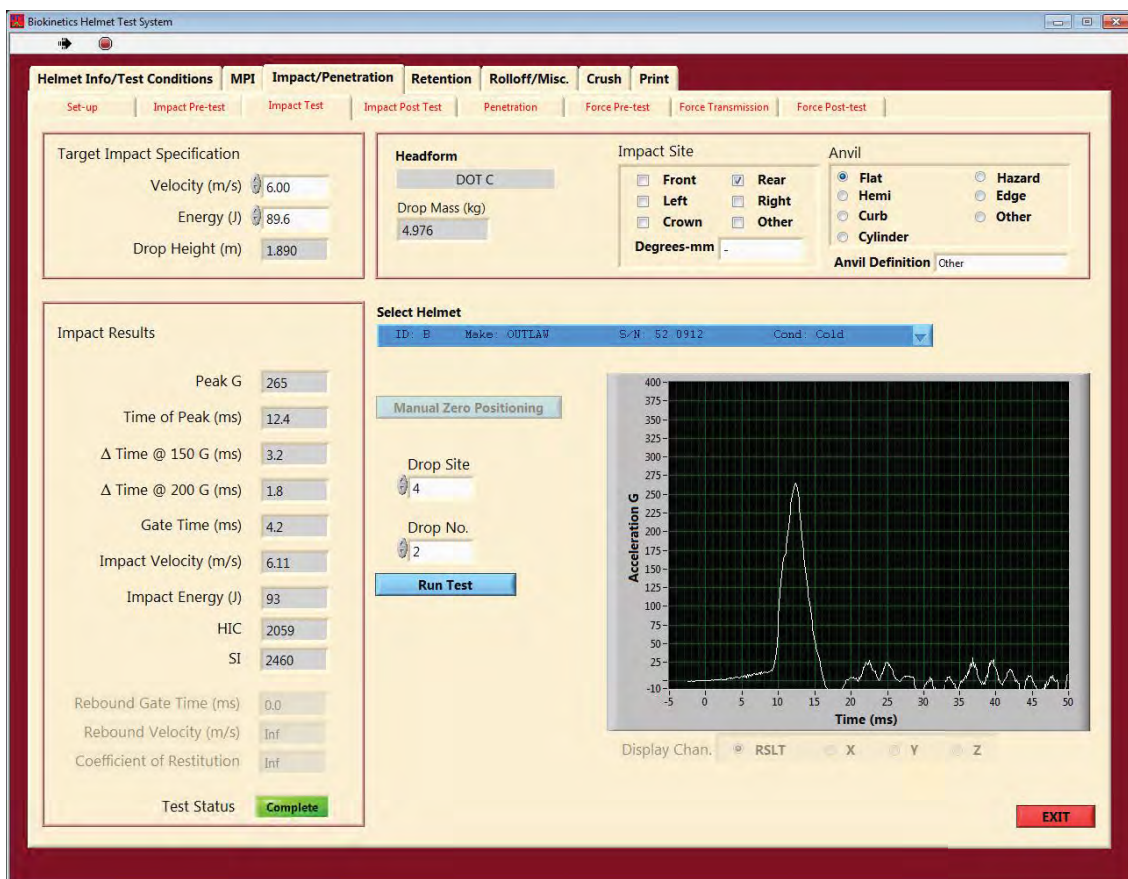 Biokinetics Helmet Test System
Helmet Info/Test Conditions MPI Impact/Penetration Retention Rolloff/Misc. Crush Print
Set-up Impact Pre-test Impact Test Impact Post Test Penetration Force Pre-test Force Transmission Force Post-test
Target Impact Specification
Velocity (m/s) 6.00
Energy (J) 89.6
Drop Height (m) 1.890
Headform
DOT C
Drop Mass (kg)
4.976
Impact Site
Front Rear
Left Right
Crown Other
Degrees-mm -
Anvil
Flat Hazard
Hemi Edge
Curb Other
Cylinder
Anvil Definition Other
Impact Results
Peak G 265
Time of Peak (ms) 12.4
Δ Time @ 150 G (ms) 3.2
Δ Time @ 200 G (ms) 1.8
Gate Time (ms) 4.2
Impact Velocity (m/s) 6.11
Impact Energy (J) 93
HIC 2059
SI 2460
Rebound Gate Time (ms) 0.0
Rebound Velocity (m/s) Inf
Coefficient of Restitution Inf
Test Status Complete
Select Helmet
ID: B Make: OUTLAW S/N 52 0912 Cond: Cold
Manual Zero Positioning
Drop Site
4
Drop No.
2
Run Test
Acceleration G
400
375
350
325
300
275
250
225
200
175
150
125
100
75
50
25
-10
-5 0 5 10 15 20 25 30 35 40 45 50
Time (ms)
Display Chan. RSLT X Y Z
EXIT